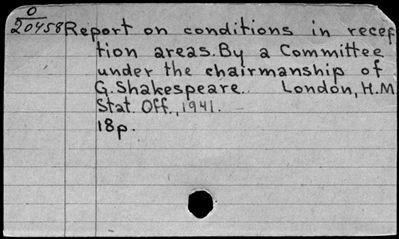 O
20458 Report on conditions in recep
tion areas. By a Committee
under the chairmanship of
G. Shakespeare. London, H.M
Stat. Off., 1941.
18p.